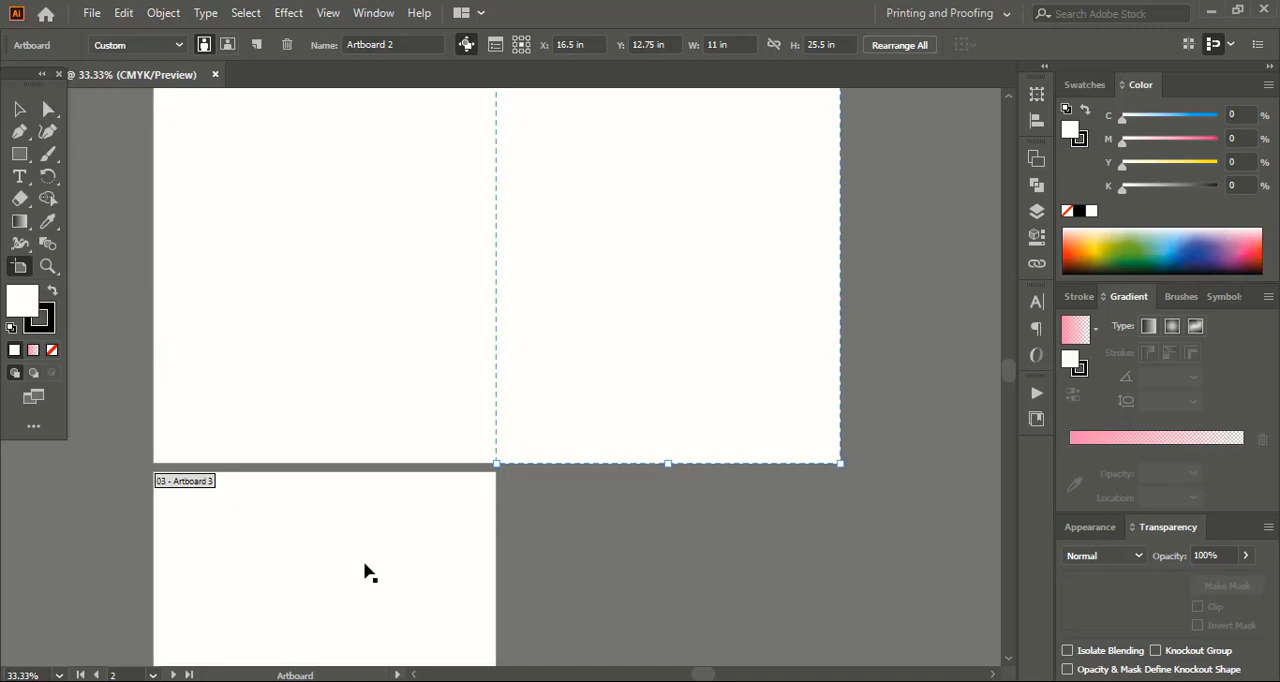 Ai File Edit Object Type Select Effect View Window Help Printing and Proofing Search Adobe Stock
Artboard Custom Name: Artboard 2 X: 16.5 in Y: 12.75 in W: 11 in H: 25.5 in Rearrange All
@ 33.33% (CMYK/Preview) ×
Swatches Color
C 0 %
M 0 %
Y 0 %
K 0 %
Stroke Gradient Brushes Symbols
Type:
Stroke:
Opacity:
Location:
03 - Artboard 3
Appearance Transparency
Normal Opacity: 100%
Make Mask
Clip
Invert Mask
Isolate Blending Knockout Group
Opacity & Mask Define Knockout Shape
33.33% 2 Artboard